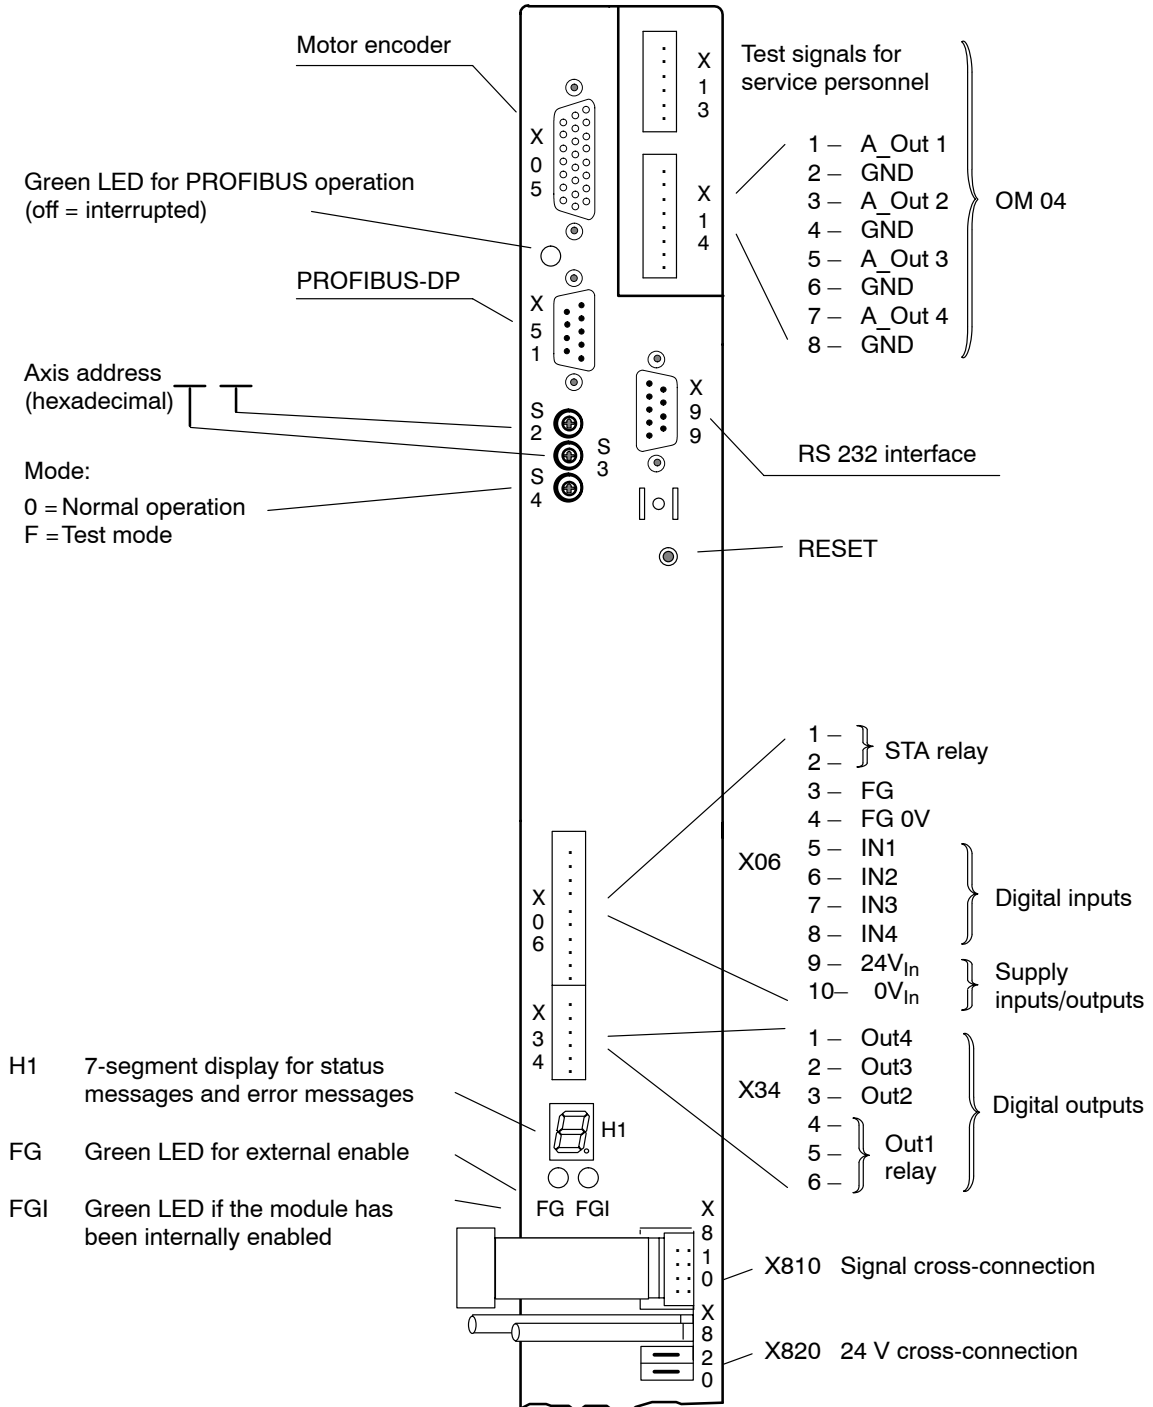 Motor encoder
Green LED for PROFIBUS operation
(off = interrupted)
PROFIBUS-DP
Axis address
(hexadecimal)
Mode:
0 = Normal operation
F = Test mode
X
0
5
X
5
1
S
2
S
3
S
4
X
1
3
X
1
4
X
9
9
Test signals for
service personnel
1 – A_Out 1
2 – GND
3 – A_Out 2
4 – GND
5 – A_Out 3
6 – GND
7 – A_Out 4
8 – GND
OM 04
RS 232 interface
RESET
X
0
6
X
3
4
X06
1 –
2 –
STA relay
3 – FG
4 – FG 0V
5 – IN1
6 – IN2
7 – IN3
8 – IN4
Digital inputs
9 – 24VIn
10– 0VIn
Supply
inputs/outputs
X34
1 – Out4
2 – Out3
3 – Out2
4 –
5 –
6 –
Out1
relay
Digital outputs
H1 7-segment display for status
messages and error messages
FG Green LED for external enable
FGI Green LED if the module has
been internally enabled
H1
FG FGI
X
8
1
0
X
8
2
0
X810 Signal cross-connection
X820 24 V cross-connection